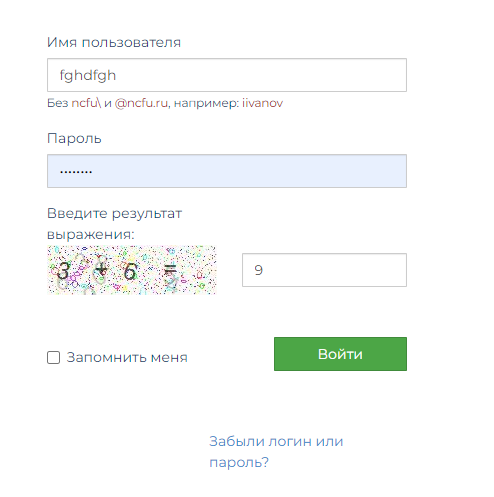 Имя пользователя
fghdfgh
Без ncfu\ и @ncfu.ru, например: iivanov
Пароль
••••••••
Введите результат
выражения:
3 + 6 =
9
Запомнить меня
Войти
Забыли логин или
пароль?